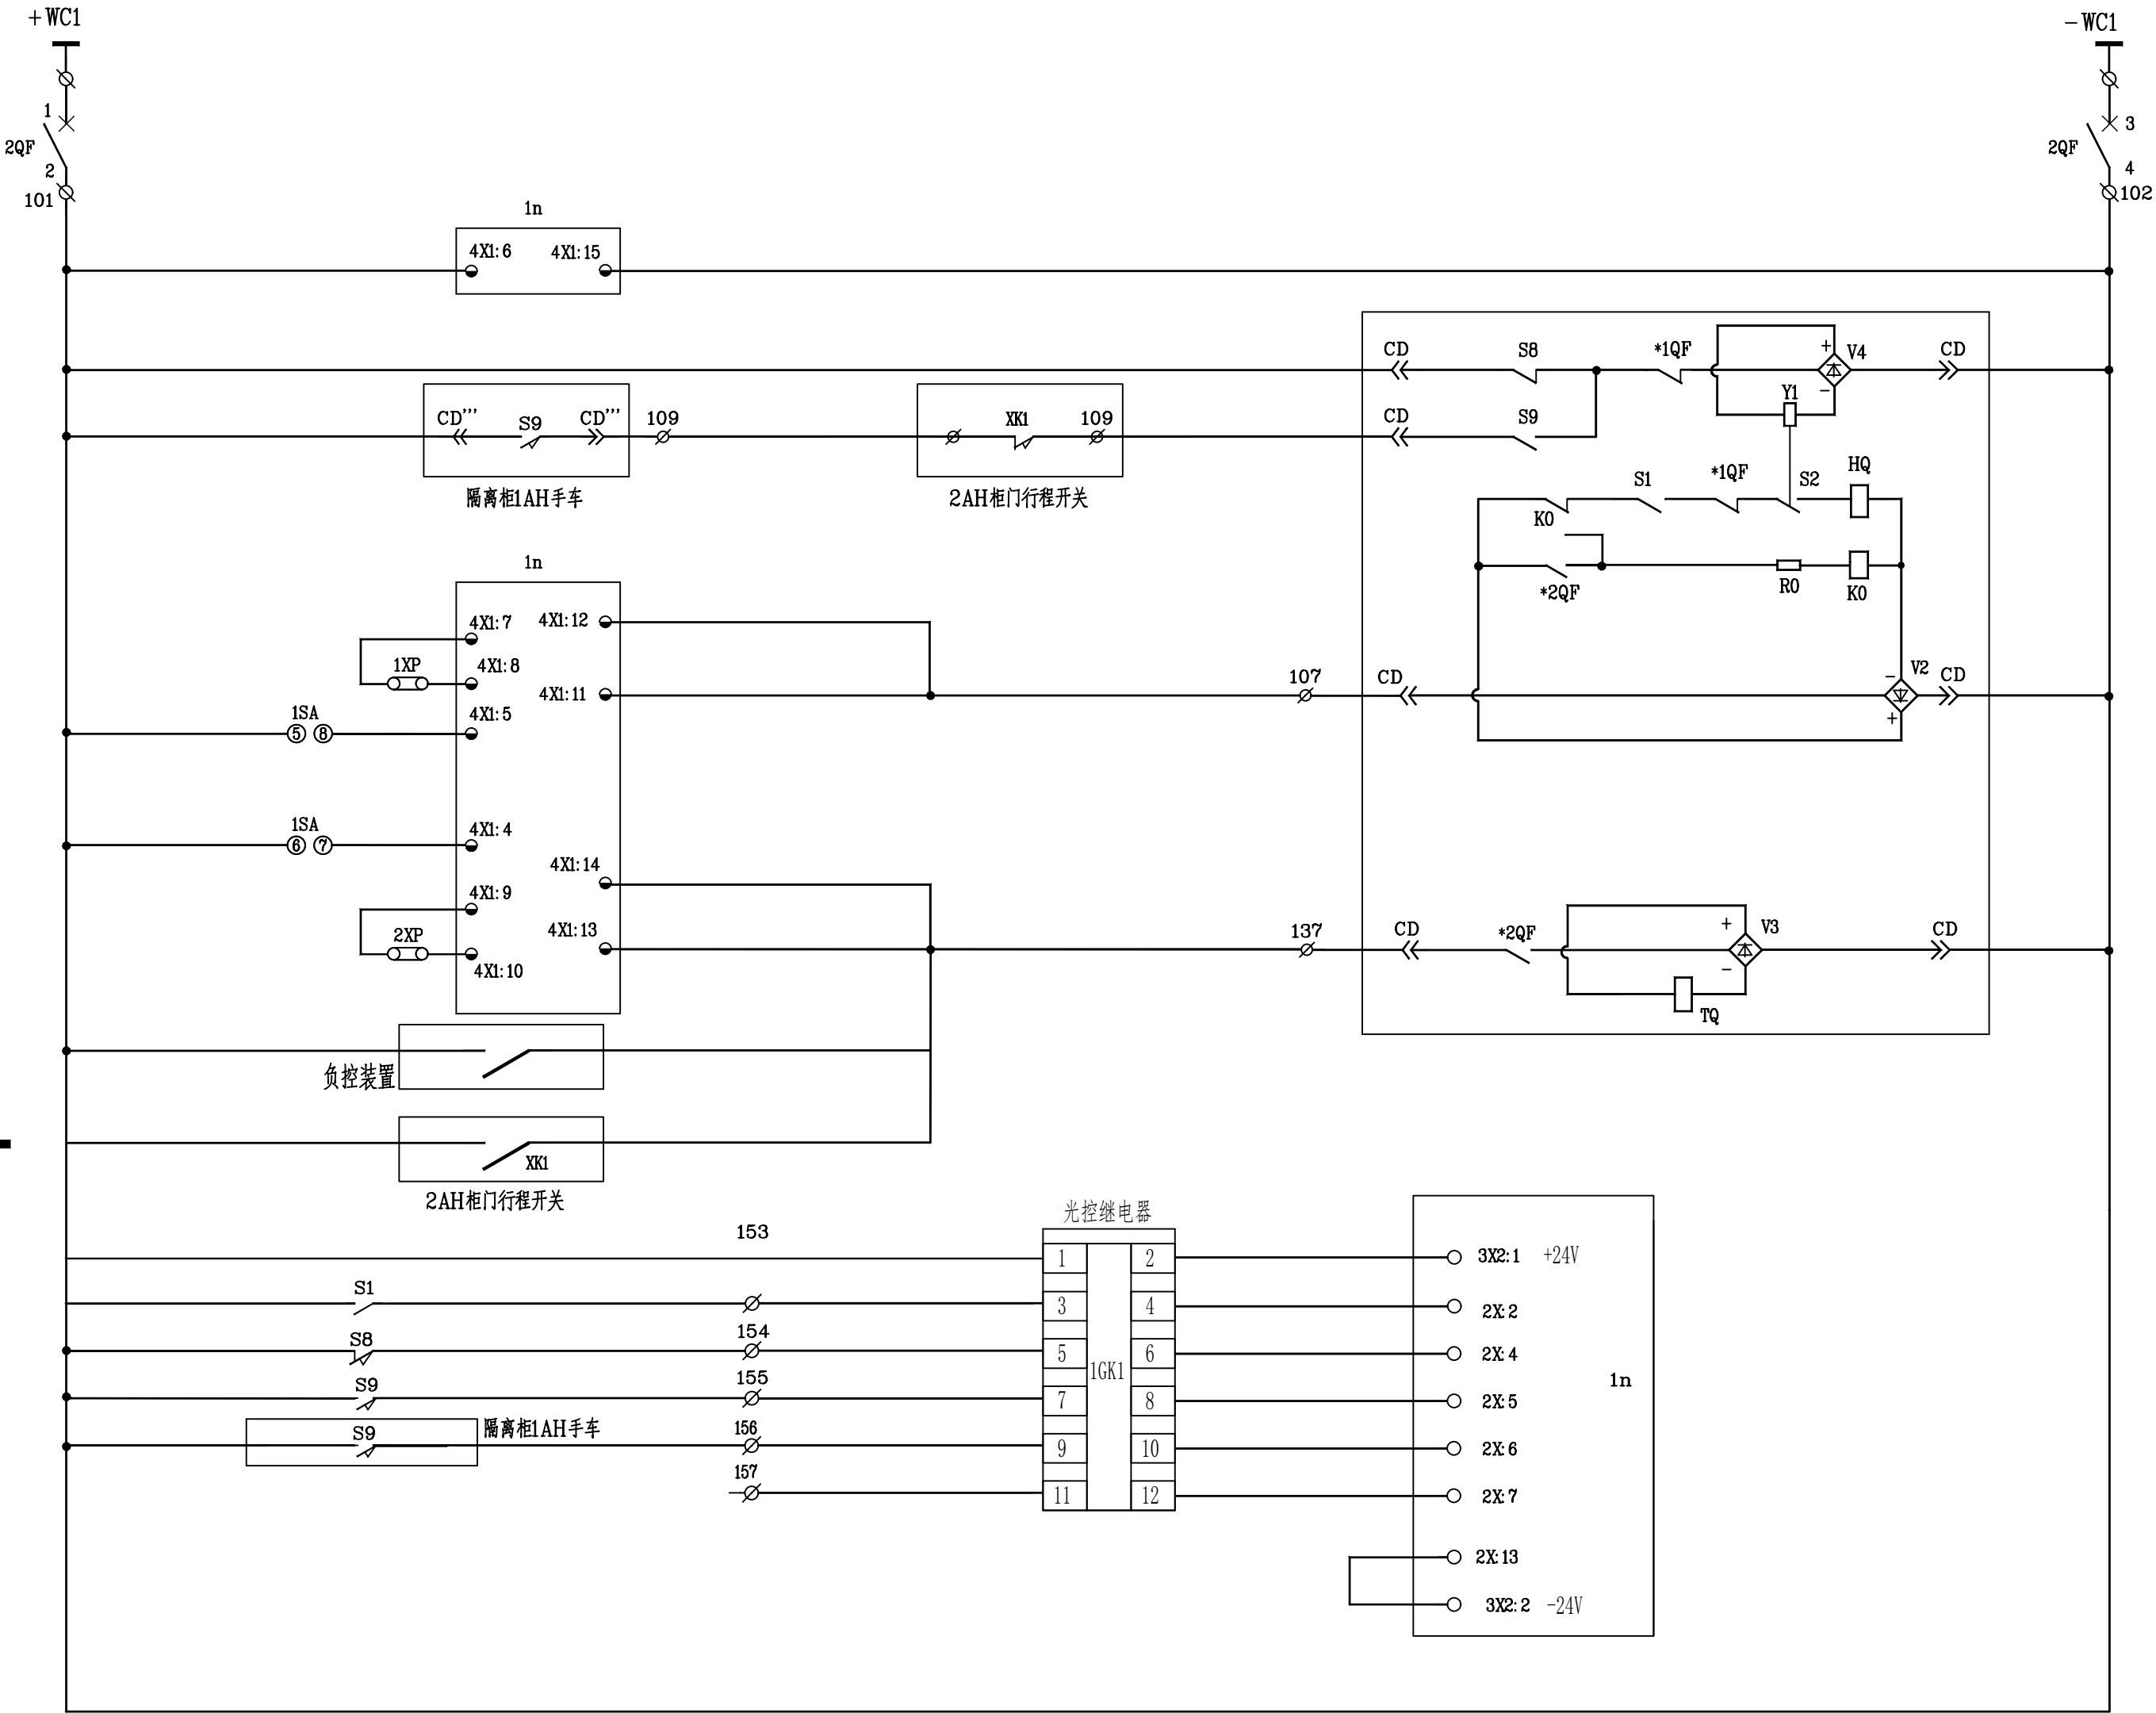 +WC1
-WC1
1
2QF
2
101
3
2QF
4
102
1n
4X1:6
4X1:15
CD
S8
*1QF
+
V4
-
Y1
CD
CD'''
S9
CD'''
109
XK1
109
CD
S9
隔离柜1AH手车
2AH柜门行程开关
K0
S1
*1QF
S2
HQ
*2QF
R0
K0
1n
4X1:7
4X1:12
1XP
4X1:8
4X1:11
107
CD
-
V2
CD
+
1SA
5
8
4X1:5
1SA
6
7
4X1:4
4X1:14
4X1:9
4X1:13
2XP
4X1:10
137
CD
*2QF
+
V3
-
TQ
CD
负控装置
XK1
2AH柜门行程开关
光控继电器
153
1
2
3X2:1
+24V
S1
3
4
2X:2
S8
154
5
6
2X:4
1GK1
1n
S9
155
7
8
2X:5
S9
隔离柜1AH手车
156
9
10
2X:6
157
11
12
2X:7
2X:13
3X2:2
-24V